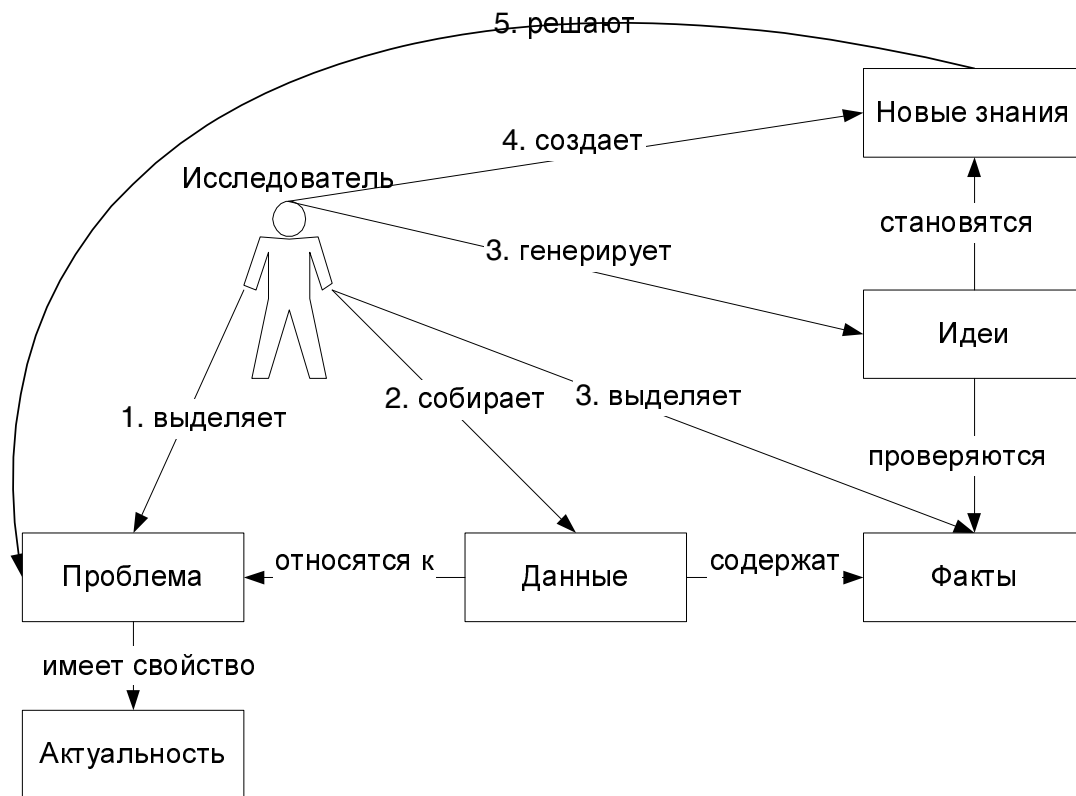 5. решают
Новые знания
4. создает
Исследователь
становятся
3. генерирует
Идеи
1. выделяет
2. собирает
3. выделяет
проверяются
Проблема
относятся к
Данные
содержат
Факты
имеет свойство
Актуальность